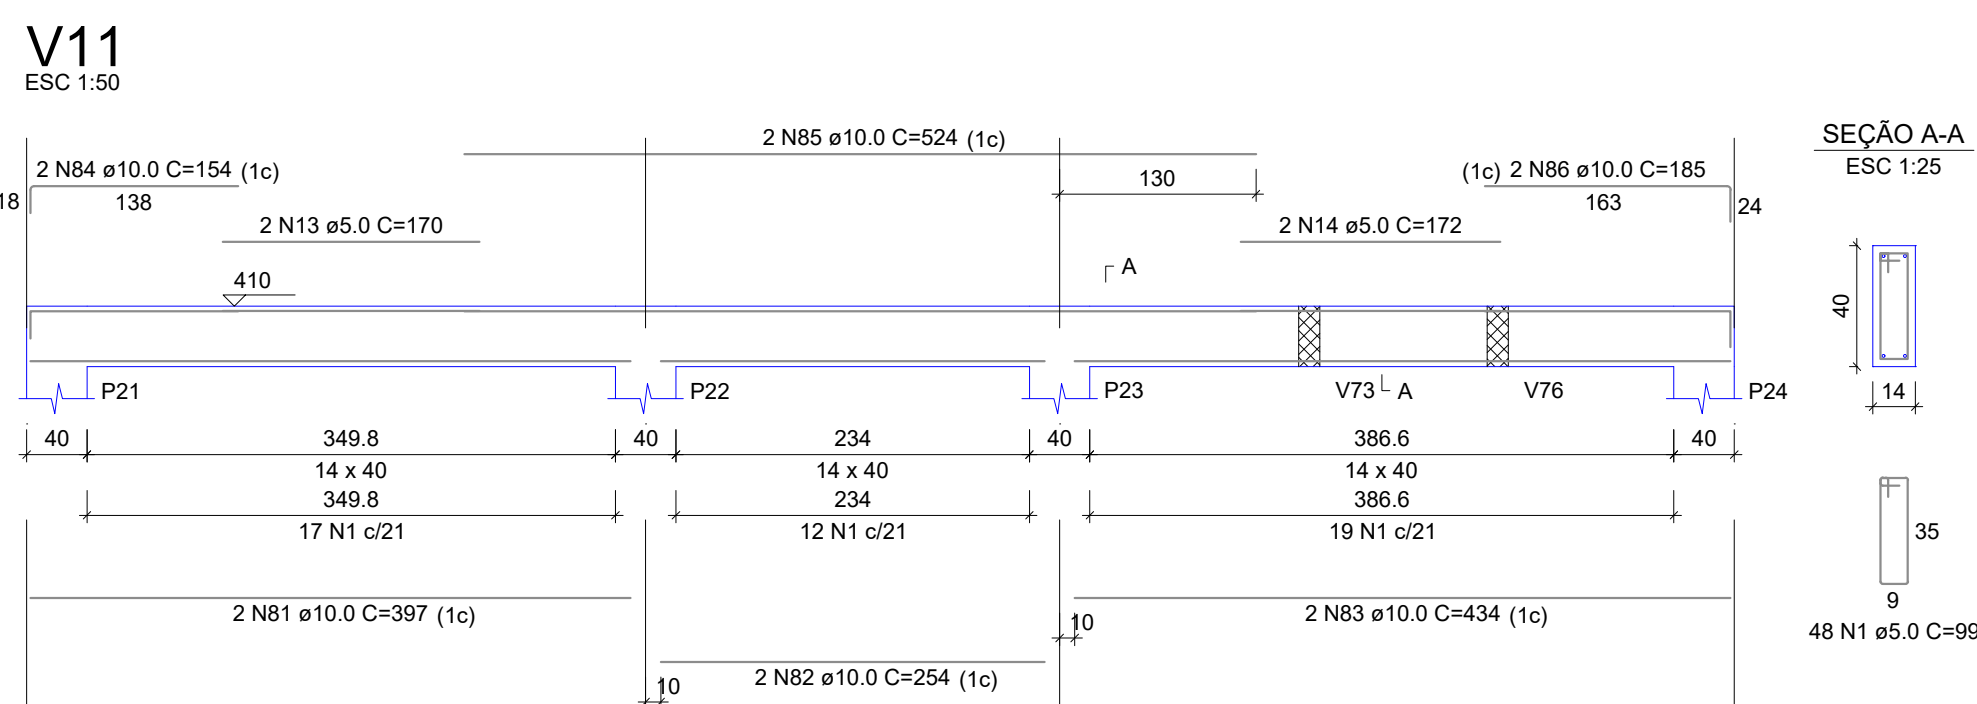 V11
ESC 1:50
2 N85 ø10.0 C=524 (1c)
SEÇÃO A-A
ESC 1:25
2 N84 ø10.0 C=154 (1c)
130
(1c) 2 N86 ø10.0 C=185
18
138
163
24
2 N13 ø5.0 C=170
2 N14 ø5.0 C=172
410
A
40
P21
P22
P23
V73
A
V76
P24
14
40
349.8
40
234
40
386.6
40
14 x 40
14 x 40
14 x 40
349.8
234
386.6
17 N1 c/21
12 N1 c/21
19 N1 c/21
35
9
2 N81 ø10.0 C=397 (1c)
2 N83 ø10.0 C=434 (1c)
10
48 N1 ø5.0 C=99
2 N82 ø10.0 C=254 (1c)
10